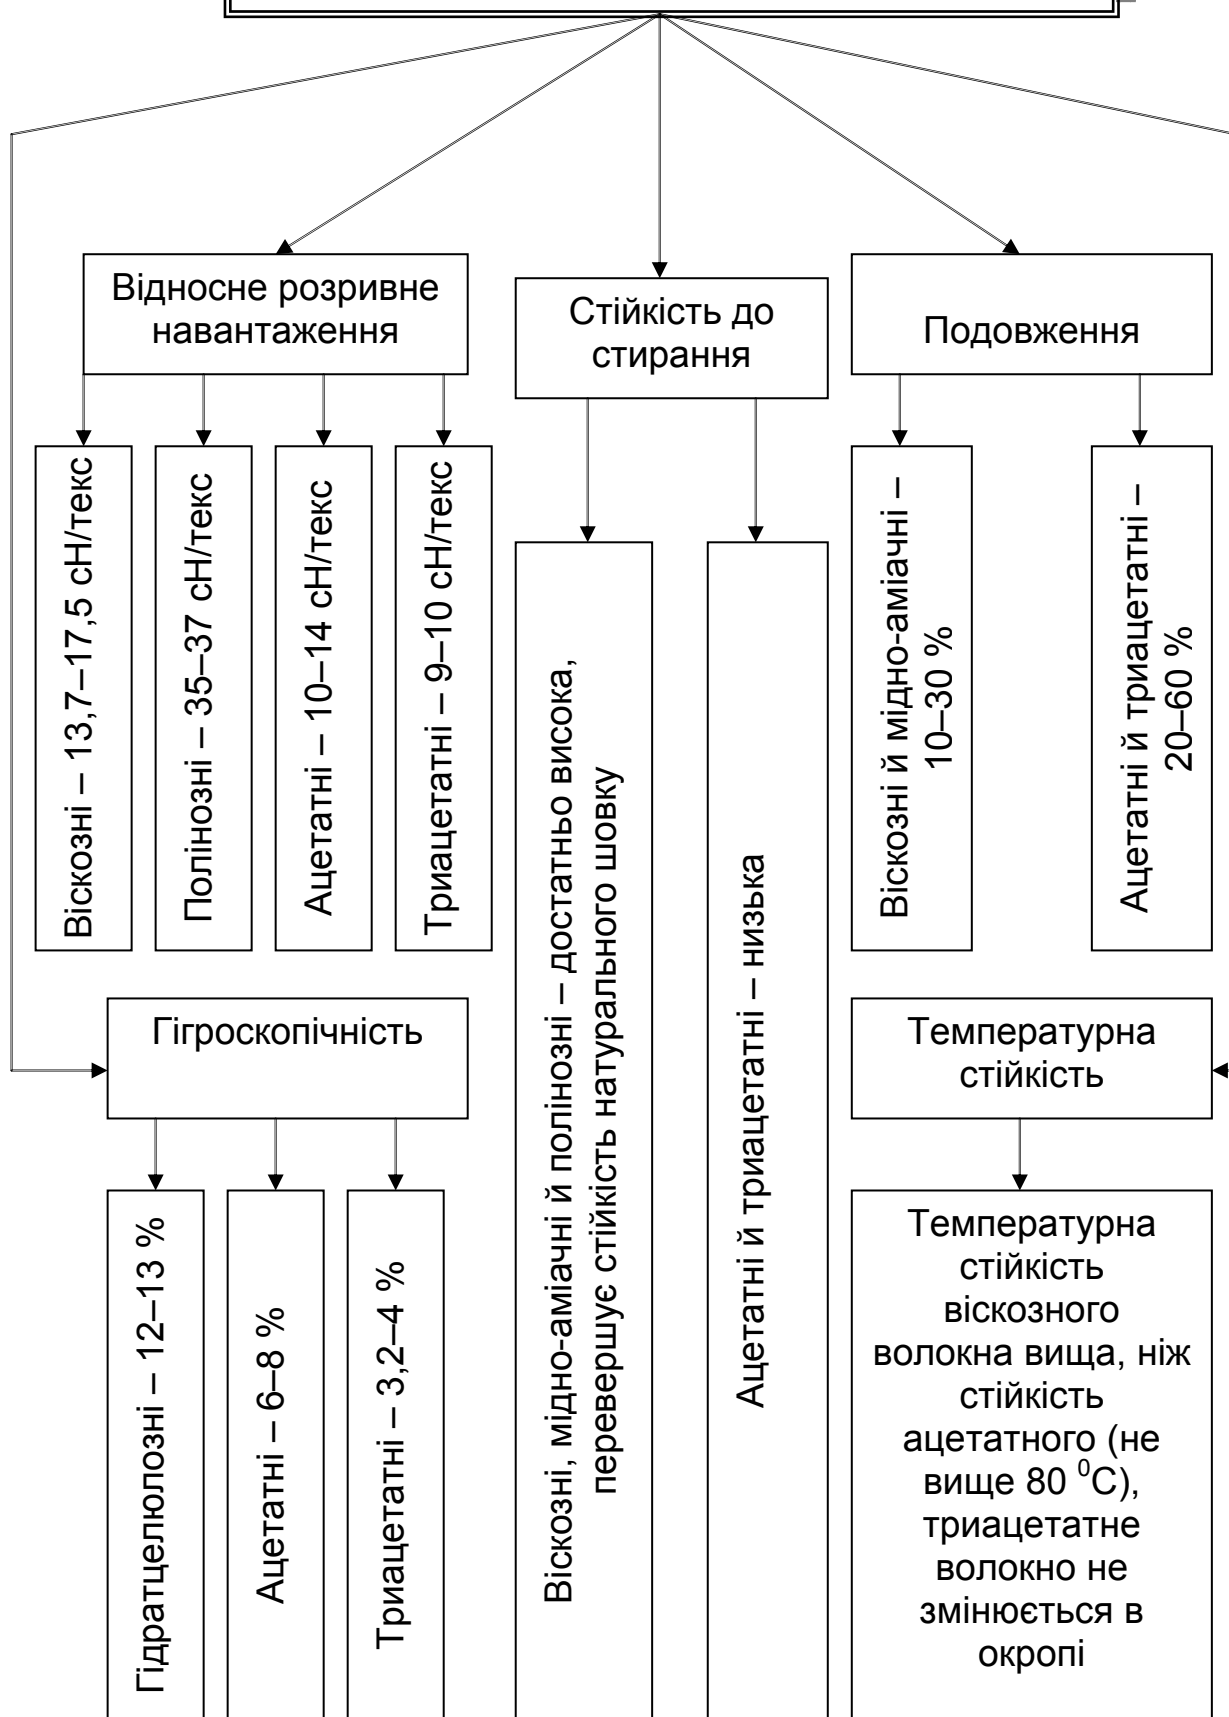 Відносне розривне
навантаження
Стійкість до
стирання
Подовження
Віскозні – 13,7–17,5 сН/текс
Полінозні – 35–37 сН/текс
Ацетатні – 10–14 сН/текс
Триацетатні – 9–10 сН/текс
Віскозні, мідно-аміачні й полінозні – достатньо висока,
перевершує стійкість натурального шовку
Ацетатні й триацетатні – низька
Віскозні й мідно-аміачні –
10–30 %
Ацетатні й триацетатні –
20–60 %
Гігроскопічність
Температурна
стійкість
Гідратцелюлозні – 12–13 %
Ацетатні – 6–8 %
Триацетатні – 3,2–4 %
Температурна
стійкість
віскозного
волокна вища, ніж
стійкість
ацетатного (не
вище 80 ⁰С),
триацетатне
волокно не
змінюється в
окропі